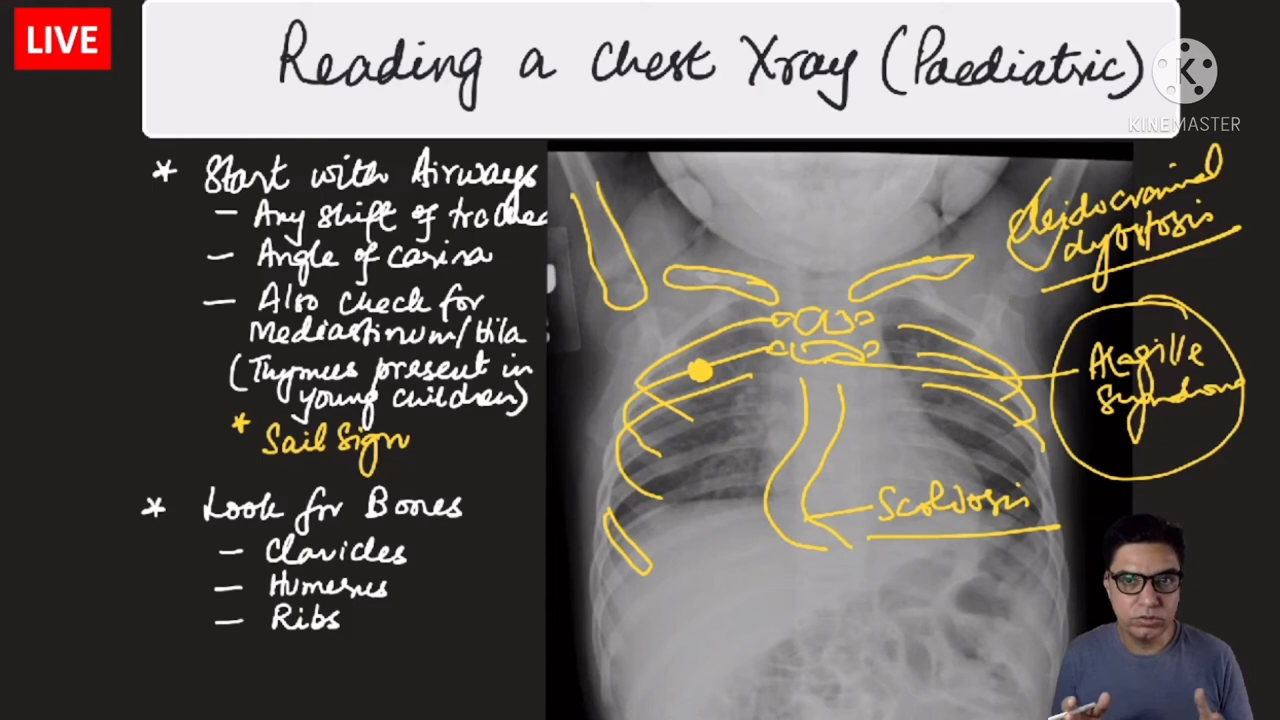 LIVE
Reading a Chest Xray (Paediatric)
KINEMASTER
* Start with Airways
- Any shift of trachea
- Angle of carina
- Also check for
Mediastinum/Hila
(Thymus present in
young children)
* Sail Sign
* Look for Bones
- Clavicles
- Humerus
- Ribs
Cleidocranial
dysostosis
Alagille
Syndrome
Scoliosis